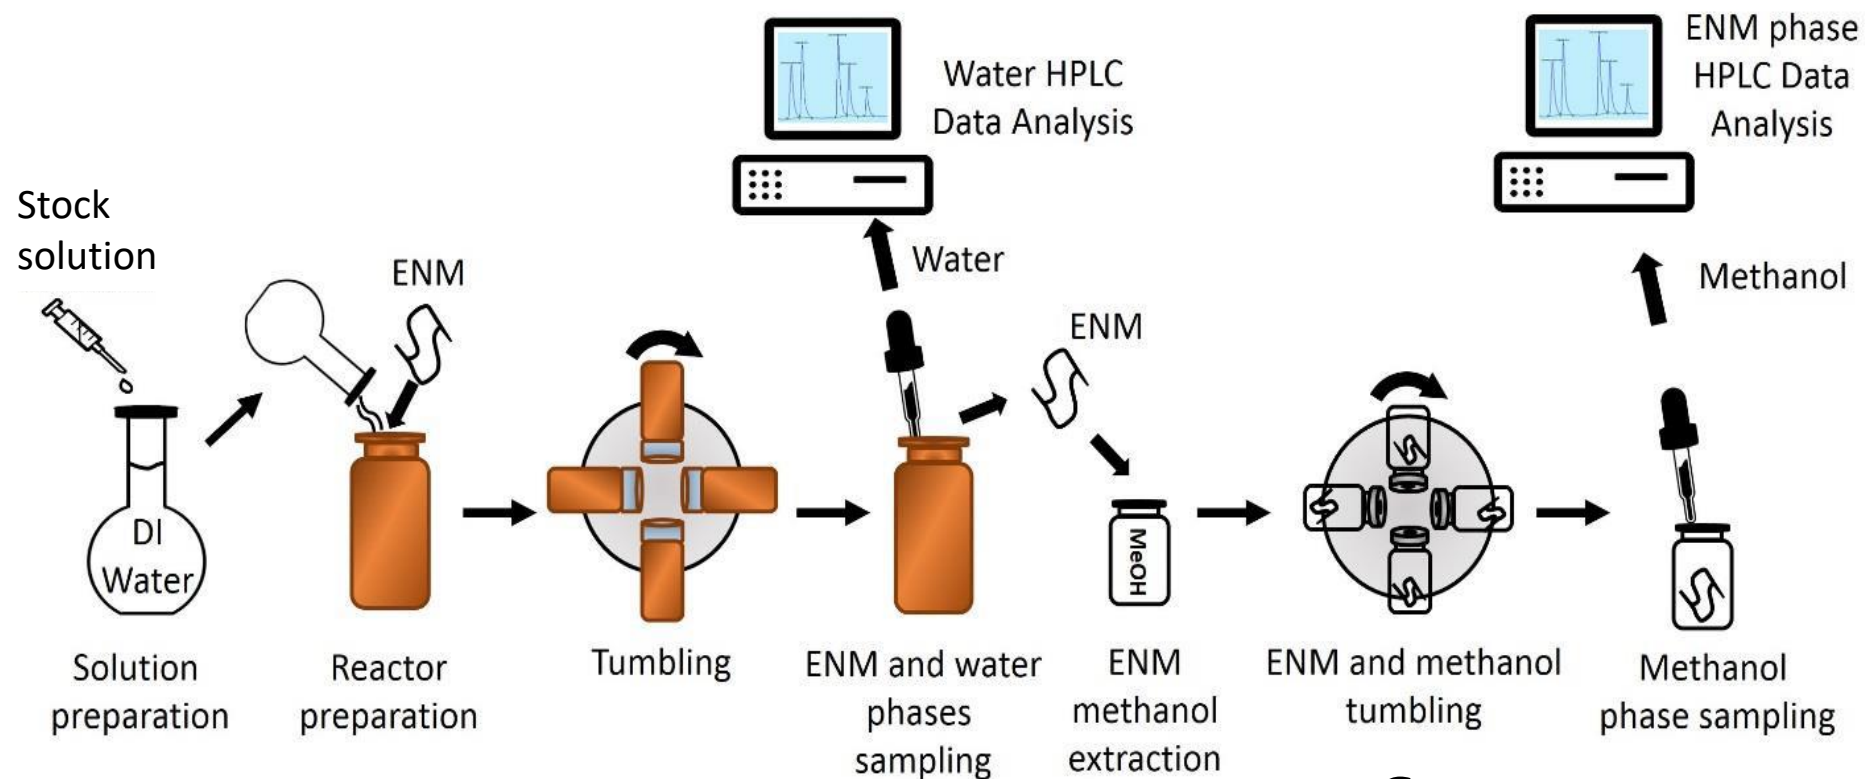 Stock
solution
DI
Water
Solution
preparation
ENM
Reactor
preparation
Tumbling
Water HPLC
Data Analysis
Water
ENM and water
phases
sampling
ENM
MeOH
ENM
methanol
extraction
ENM and methanol
tumbling
ENM phase
HPLC Data
Analysis
Methanol
Methanol
phase sampling